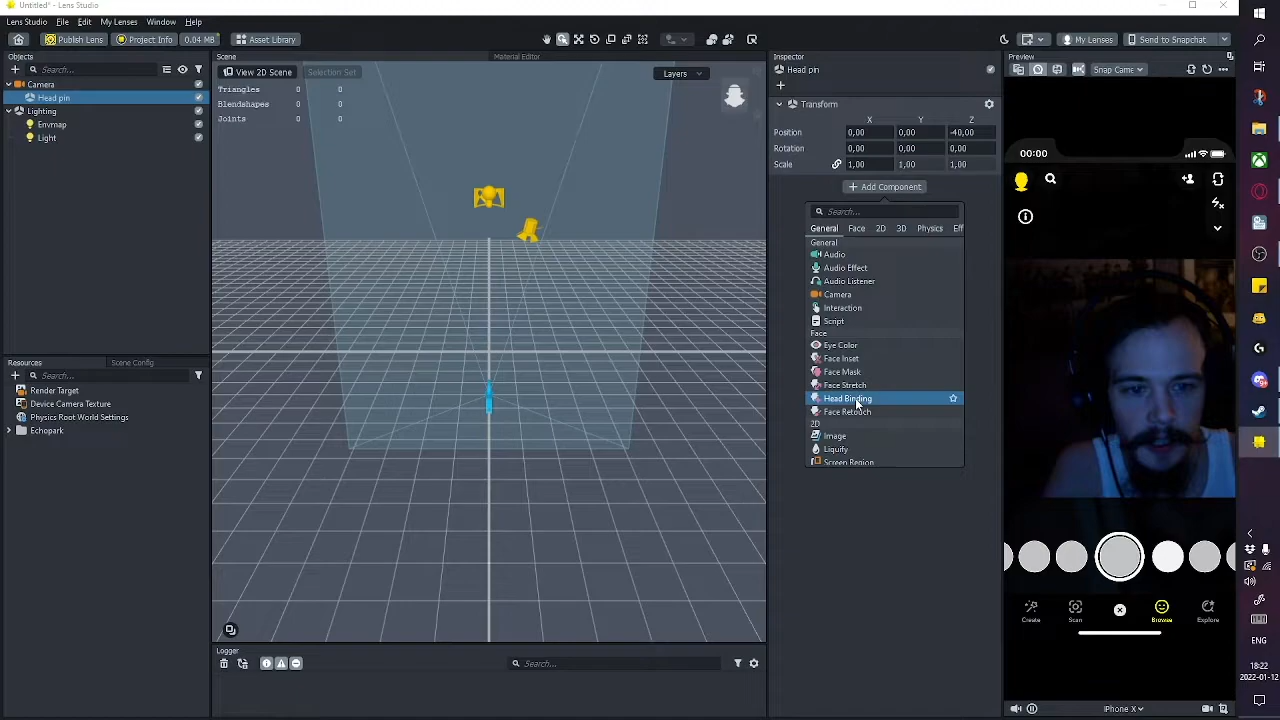 Untitled* - Lens Studio
Lens Studio File Edit My Lenses Window Help
Publish Lens Project Info 0.04 MB Asset Library My Lenses Send to Snapchat
Objects
Search...
Camera
Head pin
Lighting
Envmap
Light
Resources Scene Config
Search...
Render Target
Device Camera Texture
Physics Root World Settings
Echopark
Scene Material Editor
View 2D Scene Selection Set Layers
Triangles 0 0
Blendshapes 0 0
Joints 0 0
Logger
Search...
Inspector
Head pin
Transform
X Y Z
Position 0,00 0,00 -40,00
Rotation 0,00 0,00 0,00
Scale 1,00 1,00 1,00
Add Component
Search...
General Face 2D 3D Physics Eff
General
Audio
Audio Effect
Audio Listener
Camera
Interaction
Script
Face
Eye Color
Face Inset
Face Mask
Face Stretch
Head Binding
Face Retouch
2D
Image
Liquify
Screen Region
Preview
Snap Came
00:00
Create Scan Browse Explore
iPhone X
ENG
18:22
2022-01-12